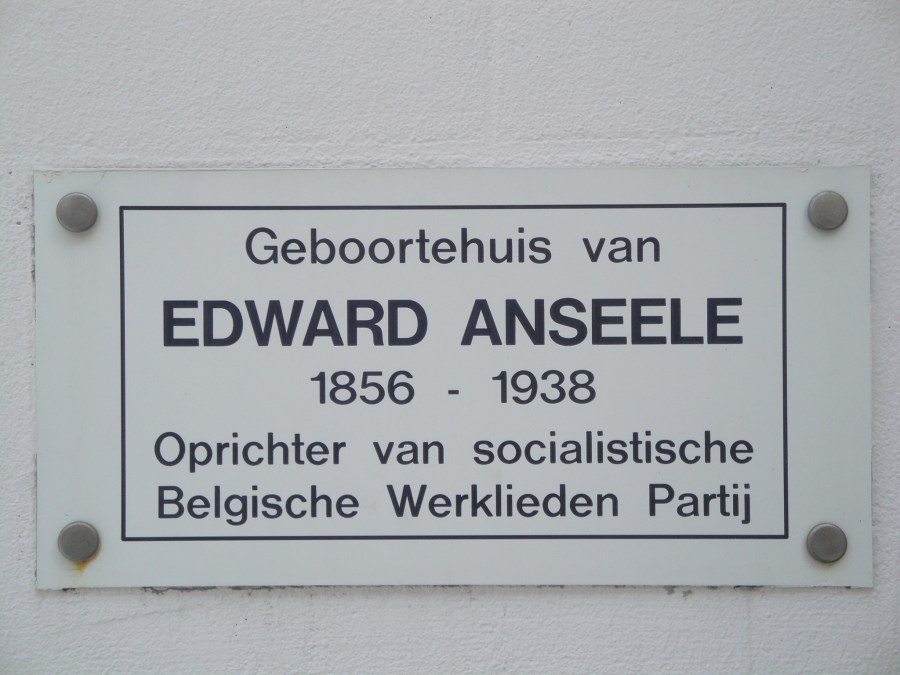 Geboortehuis van
EDWARD ANSEELE
1856 - 1938
Oprichter van socialistische
Belgische Werklieden Partij